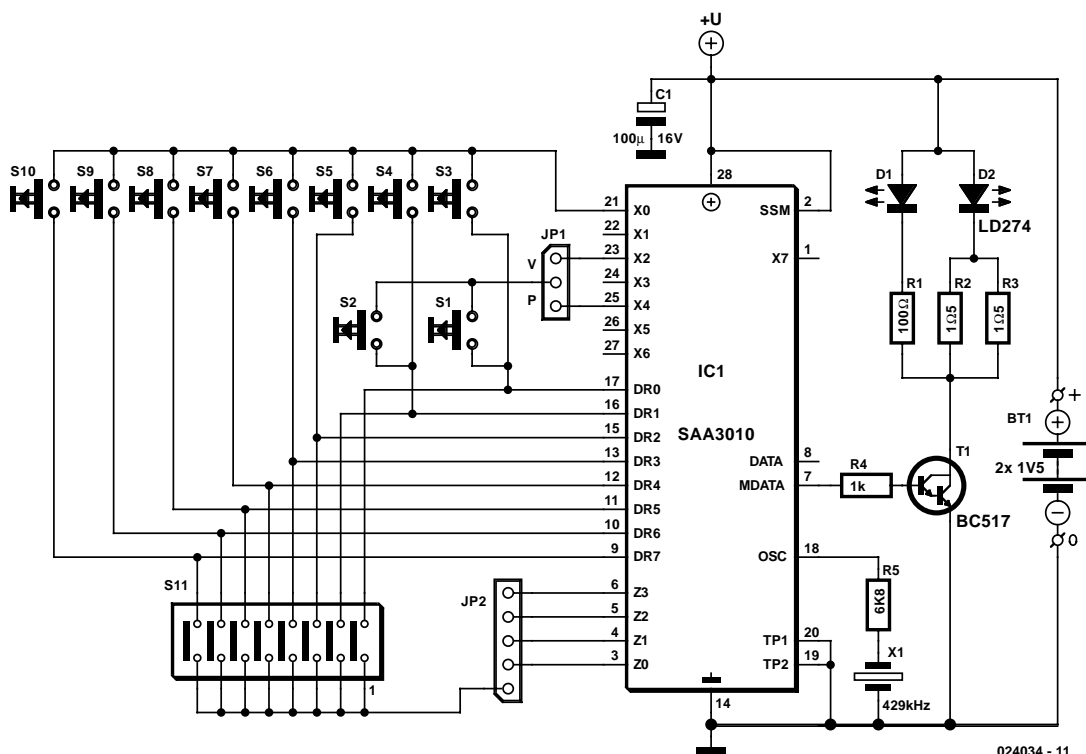 +U
C1
100µ 16V
S10 S9 S8 S7 S6 S5 S4 S3
D1 D2
LD274
28
21 X0
SSM 2
22 X1
JP1
23 X2
X7 1
V
24 X3
P
25 X4
R1 R2 R3
100Ω 1Ω5 1Ω5
S2 S1
26 X5
27 X6
IC1
17 DR0
16 DR1
SAA3010
15 DR2
13 DR3
DATA 8
12 DR4
MDATA 7
R4
1k
T1
BC517
+
BT1
2x 1V5
0
11 DR5
10 DR6
9 DR7
OSC 18
R5
6K8
S11
JP2
6 Z3
5 Z2
4 Z1
TP1 20
3 Z0
TP2 19
X1
429kHz
1
14
024034 - 11